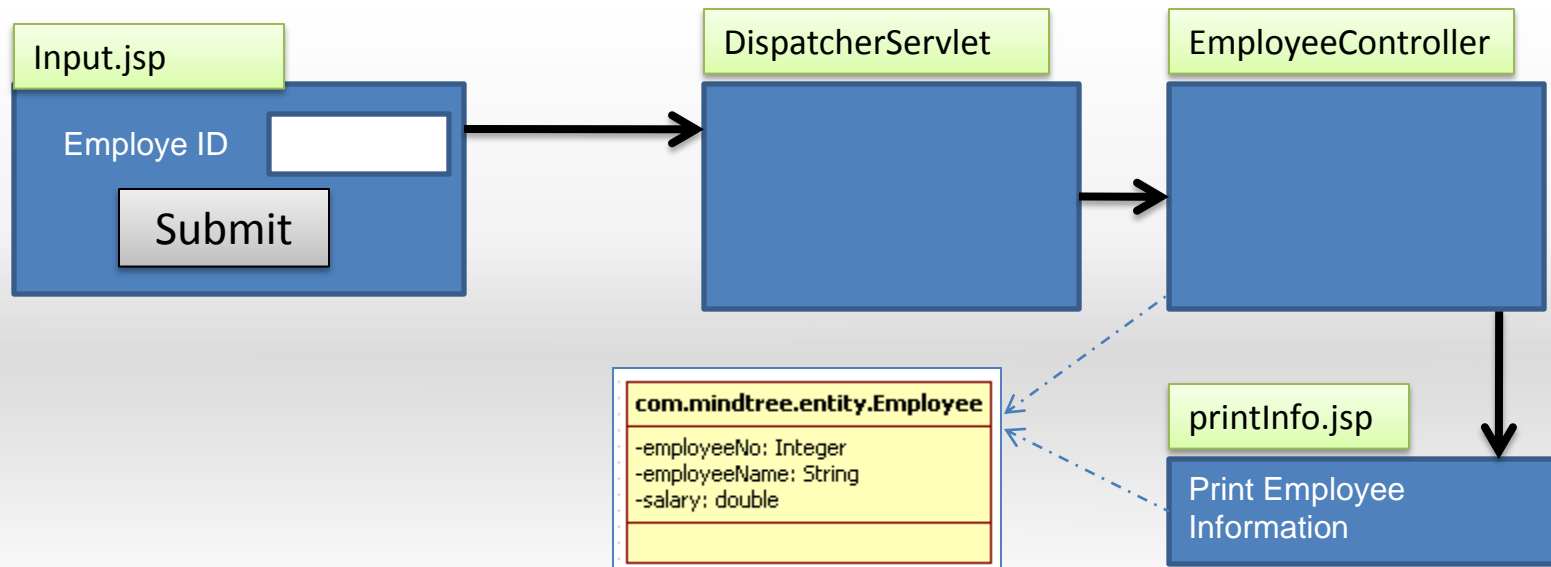 Input.jsp
Employe ID
Submit
DispatcherServlet
EmployeeController
com.mindtree.entity.Employee
-employeeNo: Integer
-employeeName: String
-salary: double
printInfo.jsp
Print Employee
Information